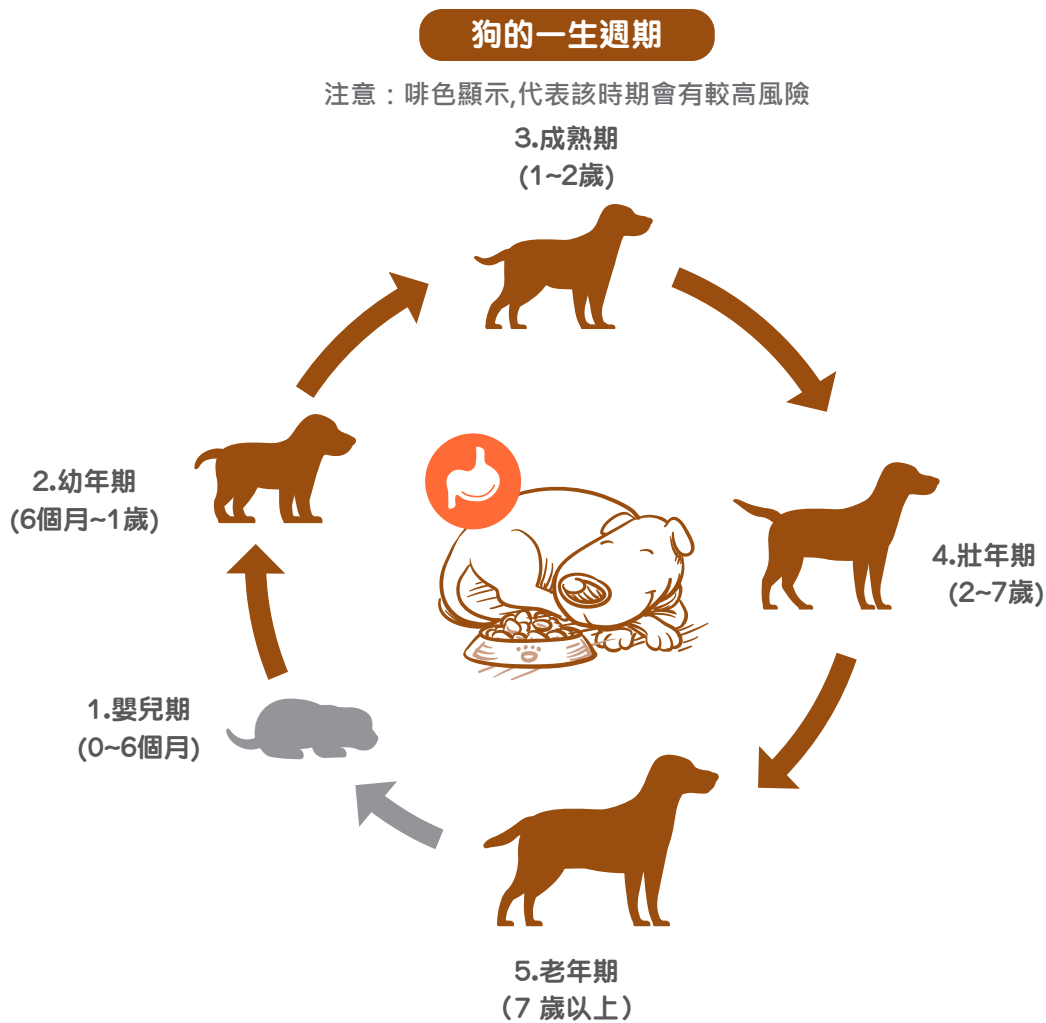 狗的一生週期
注意：啡色顯示,代表該時期會有較高風險
3.成熟期
(1~2歲)
2.幼年期
(6個月~1歲)
4.壯年期
(2~7歲)
1.嬰兒期
(0~6個月)
5.老年期
（7 歲以上）